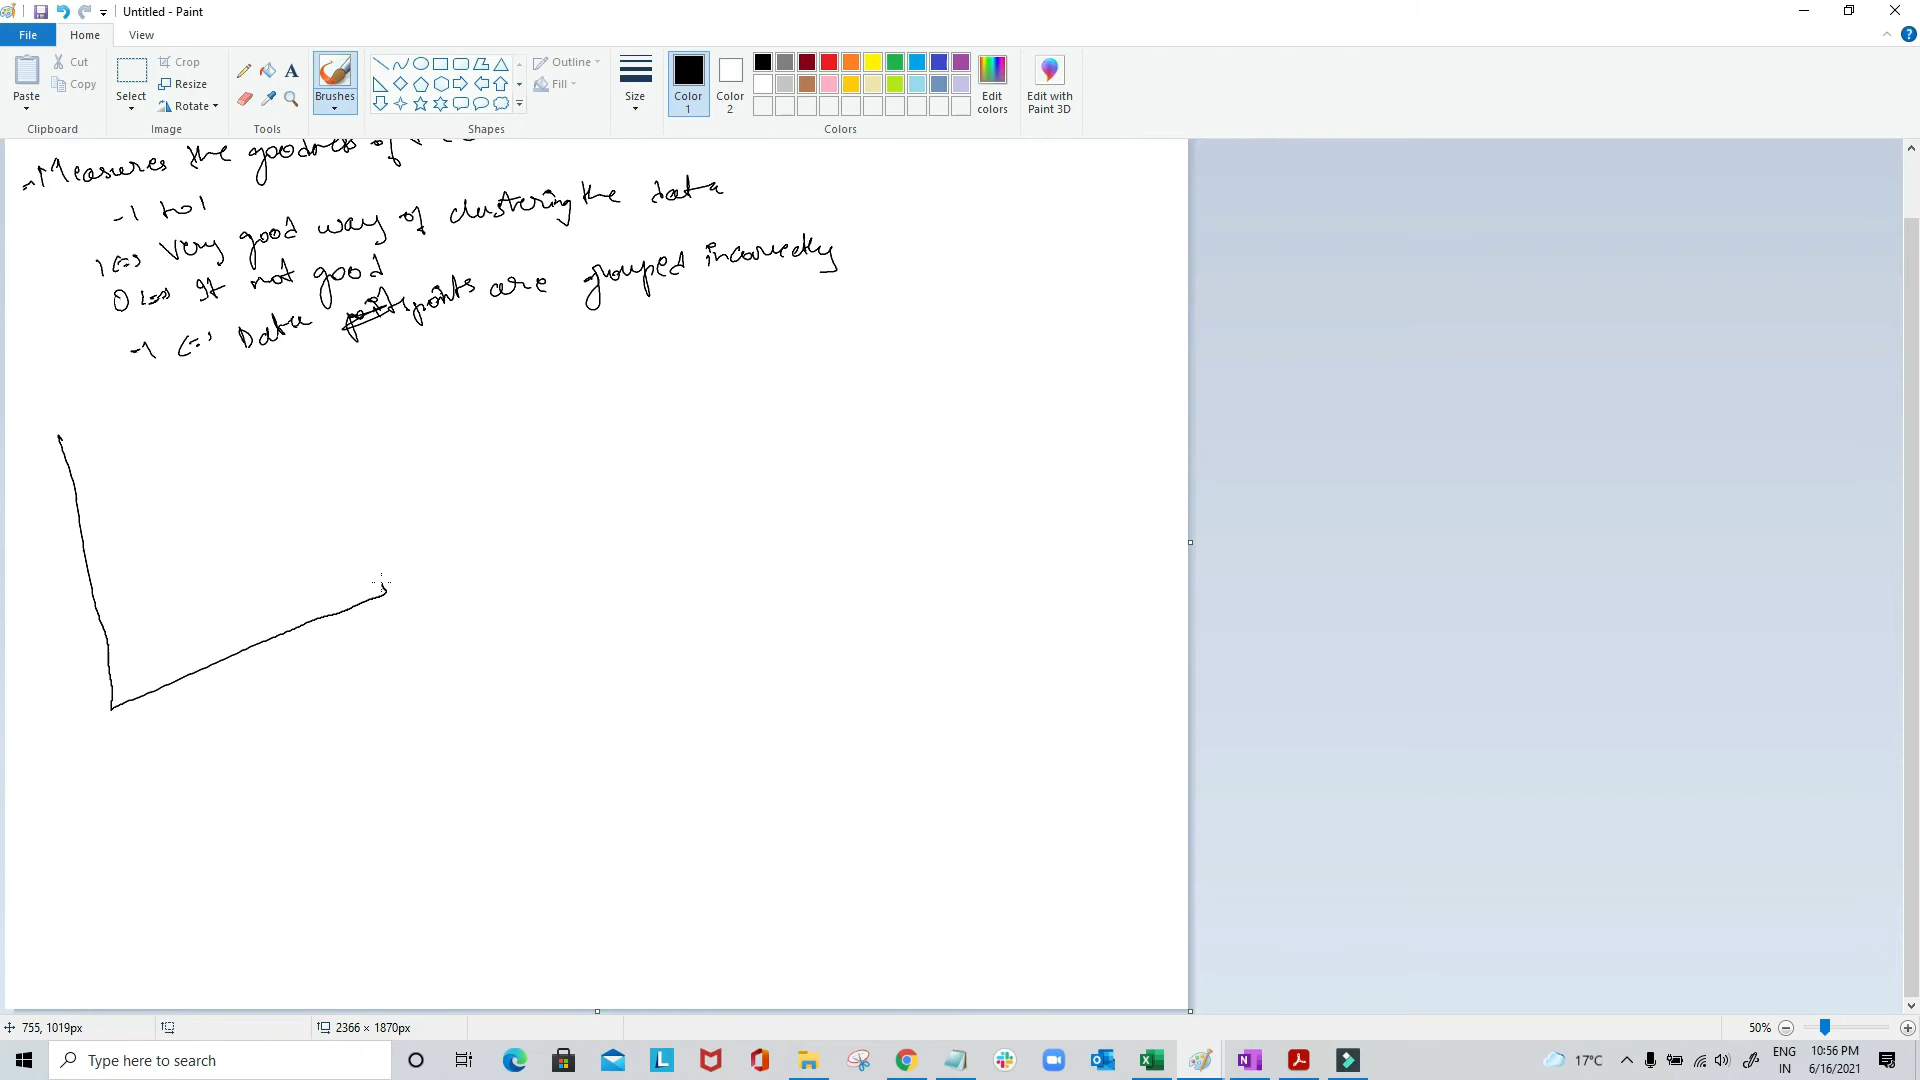 Untitled - Paint
File
Home
View
Paste
Cut
Copy
Clipboard
Select
Crop
Resize
Rotate
Image
Tools
Brushes
Outline
Fill
Shapes
Size
Color 1
Color 2
Edit colors
Edit with Paint 3D
Colors
- Measures the goodness of
-1 to 1
1 <=> Very good way of clustering the data
0 <=> It not good
-1 <=> Data points are grouped incorrectly
755, 1019px
2366 × 1870px
50%
Type here to search
17°C
ENG
IN
10:56 PM
6/16/2021